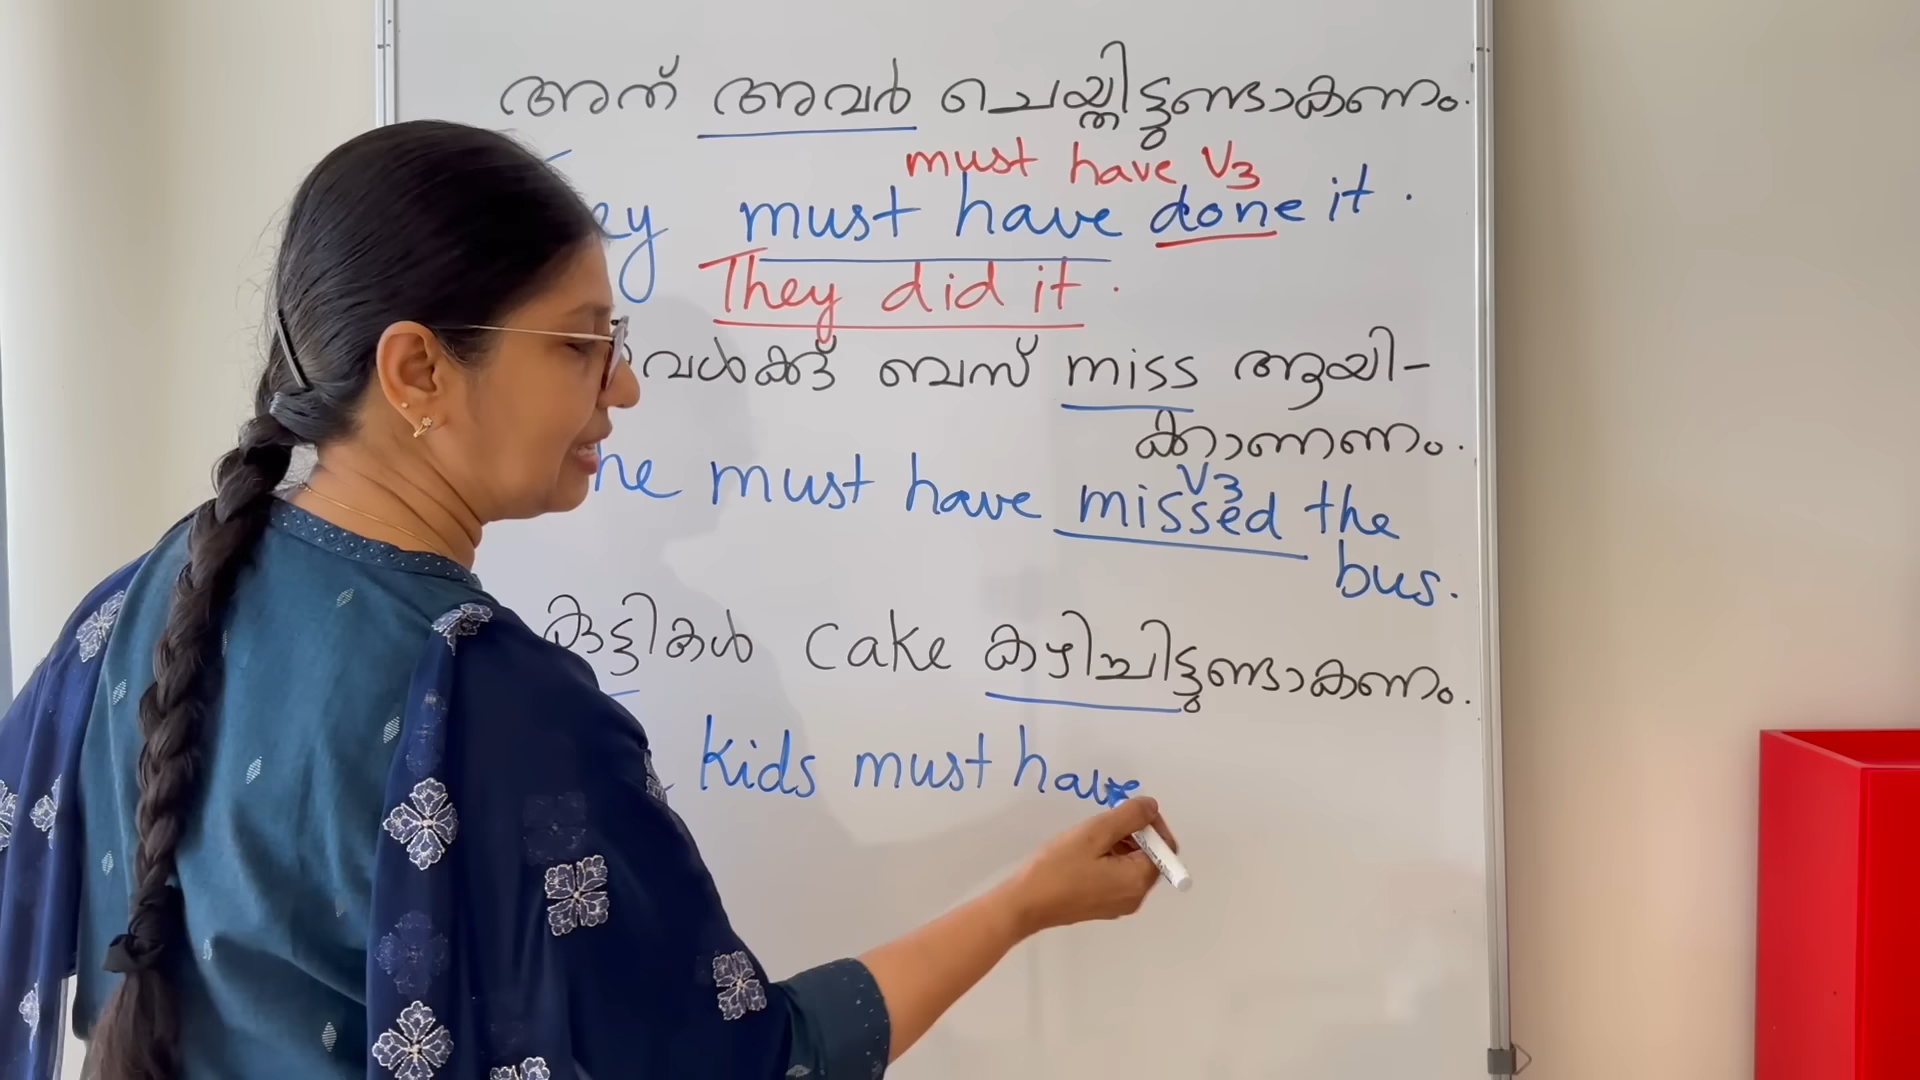 അത് അവർ ചെയ്തിട്ടുണ്ടാകണം.
must have V3
must have done it.
They did it.
ബസ് miss ആയി-
ക്കാണണം.
V3
must have missed the
bus.
കുട്ടികൾ cake കഴിച്ചിട്ടുണ്ടാകണം.
kids must have